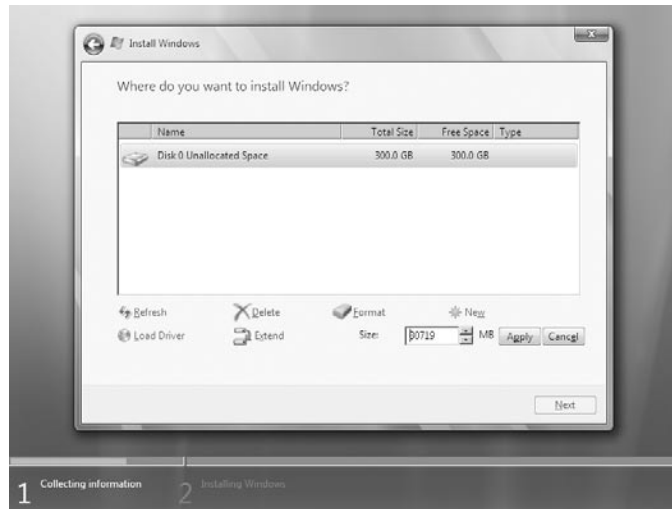 Install Windows
Where do you want to install Windows?
Name Total Size Free Space Type
Disk 0 Unallocated Space 300.0 GB 300.0 GB
Refresh Delete Format New
Load Driver Extend Size: 30719 MB Apply Cancel
Next
1 Collecting information 2 Installing Windows